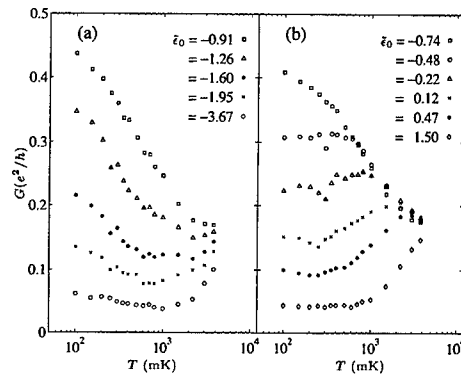 (a)
ε̃₀ = −0.91 □
= −1.26 △
= −1.60 •
= −1.95 ×
= −3.67 ○
(b)
ε̃₀ = −0.74 □
= −0.48 ○
= −0.22 △
= 0.12 ×
= 0.47 •
= 1.50 ◇
G(e²/h)
0.5
0.4
0.3
0.2
0.1
0
10² 10³ 10⁴ 10² 10³ 10⁴
T (mK) T (mK)